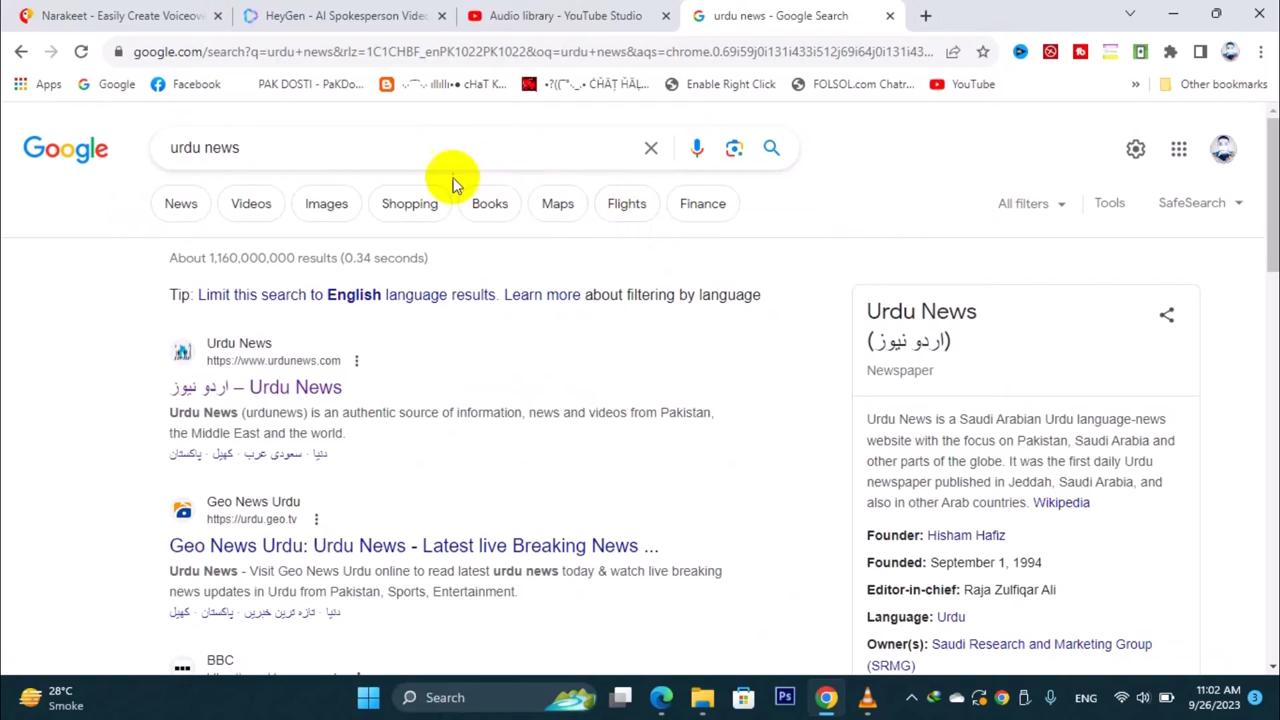 Narakeet - Easily Create Voiceov
HeyGen - AI Spokesperson Video
Audio library - YouTube Studio
urdu news - Google Search
google.com/search?q=urdu+news&rlz=1C1CHBF_enPK1022PK1022&oq=urdu+news&aqs=chrome.0.69i59j0i131i433i512j69i64j0i131i43...
Apps
Google
Facebook
PAK DOSTI - PaKDo...
Enable Right Click
FOLSOL.com Chatr...
YouTube
»
Other bookmarks
Google
urdu news
News
Videos
Images
Shopping
Books
Maps
Flights
Finance
All filters
Tools
SafeSearch
About 1,160,000,000 results (0.34 seconds)
Tip: Limit this search to English language results. Learn more about filtering by language
Urdu News
https://www.urdunews.com
اردو نیوز – Urdu News
Urdu News (urdunews) is an authentic source of information, news and videos from Pakistan,
the Middle East and the world.
دنیا · سعودی عرب · کھیل · پاکستان
Geo News Urdu
https://urdu.geo.tv
Geo News Urdu: Urdu News - Latest live Breaking News ...
Urdu News - Visit Geo News Urdu online to read latest urdu news today & watch live breaking
news updates in Urdu from Pakistan, Sports, Entertainment.
دنیا · تازہ ترین خبریں · پاکستان · کھیل
BBC
Urdu News
(اردو نیوز)
Newspaper
Urdu News is a Saudi Arabian Urdu language-news
website with the focus on Pakistan, Saudi Arabia and
other parts of the globe. It was the first daily Urdu
newspaper published in Jeddah, Saudi Arabia, and
also in other Arab countries. Wikipedia
Founder: Hisham Hafiz
Founded: September 1, 1994
Editor-in-chief: Raja Zulfiqar Ali
Language: Urdu
Owner(s): Saudi Research and Marketing Group
(SRMG)
28°C
Smoke
Search
Ps
ENG
11:02 AM
9/26/2023
3